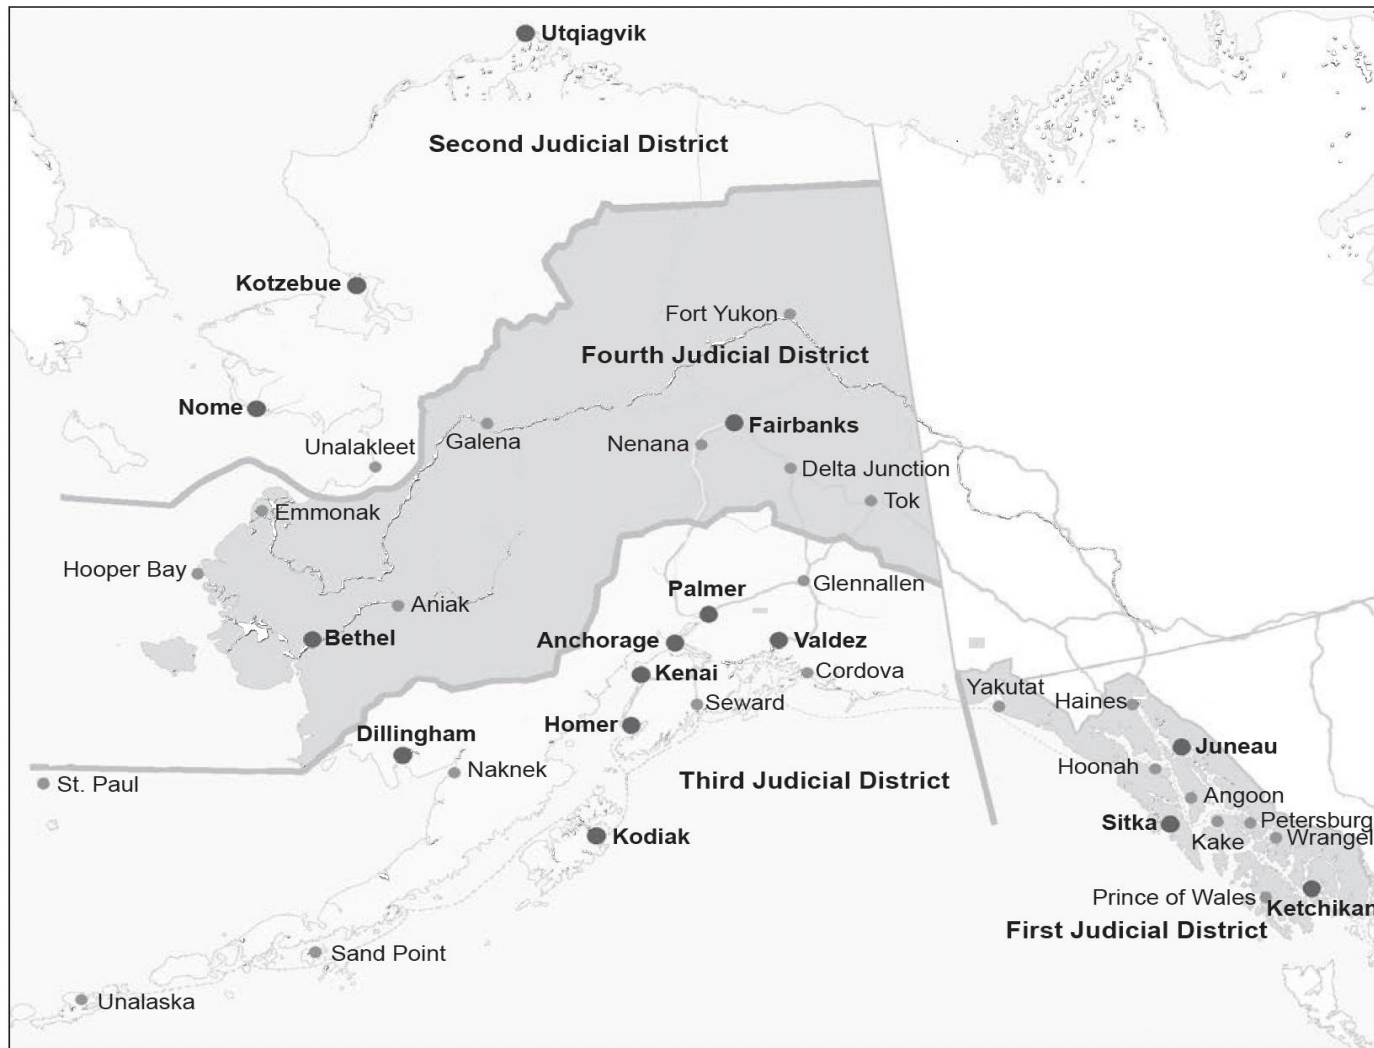 Utqiagvik
Second Judicial District
Kotzebue
Fort Yukon
Fourth Judicial District
Nome
Galena
Unalakleet
Nenana
Fairbanks
Delta Junction
Tok
Emmonak
Hooper Bay
Aniak
Bethel
Palmer
Glennallen
Anchorage
Valdez
Kenai
Cordova
Seward
Homer
Yakutat
Haines
Dillingham
Naknek
St. Paul
Third Judicial District
Juneau
Hoonah
Angoon
Sitka
Kake
Petersburg
Wrangel
Kodiak
Prince of Wales
Ketchikan
First Judicial District
Sand Point
Unalaska